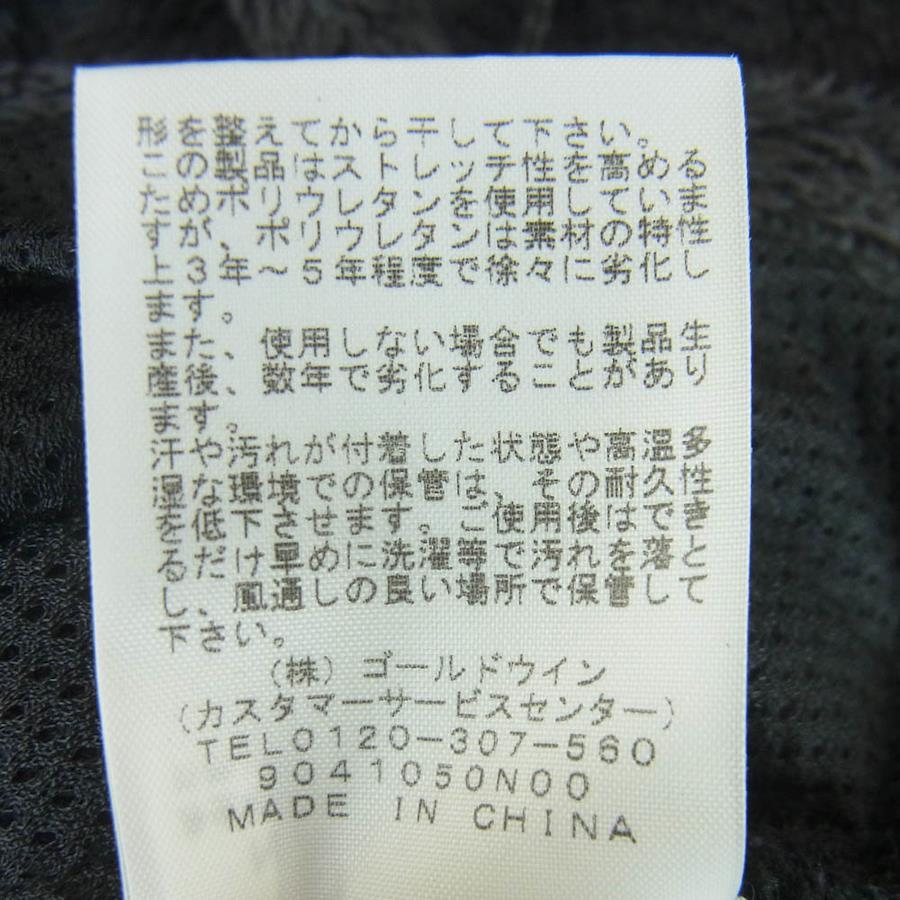 形を整えてから干して下さい。
この製品はストレッチ性を高める
ためポリウレタンを使用していま
すが、ポリウレタンは素材の特性
上3年～5年程度で徐々に劣化し
ます。
また、使用しない場合でも製品生
産後、数年で劣化することがあり
ます。
汗や汚れが付着した状態や高温多
湿な環境での保管は、その耐久性
を低下させます。ご使用後はできる
だけ早めに洗濯等で汚れを落とし
、風通しの良い場所で保管して
下さい。
(株)ゴールドウイン
(カスタマーサービスセンター)
TEL0120-307-560
9041050N00
MADE IN CHINA